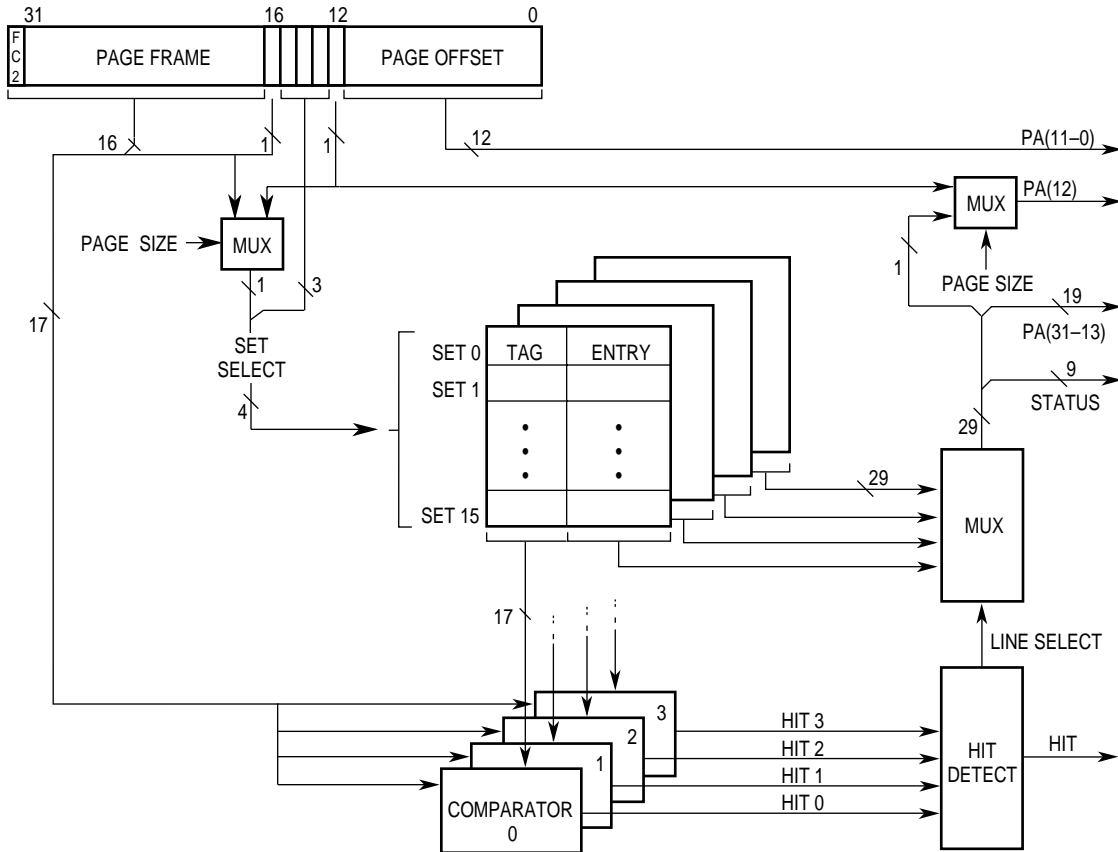 31 16 12 0
F
C
2
PAGE FRAME
PAGE OFFSET
16
1
1
12
PA(11–0)
MUX
PA(12)
PAGE SIZE
MUX
1
3
1
PAGE SIZE
19
PA(31–13)
17
SET
SELECT
4
SET 0
TAG
ENTRY
SET 1
SET 15
9
STATUS
29
29
MUX
17
LINE SELECT
3
2
1
COMPARATOR
0
HIT 3
HIT 2
HIT 1
HIT 0
HIT
DETECT
HIT